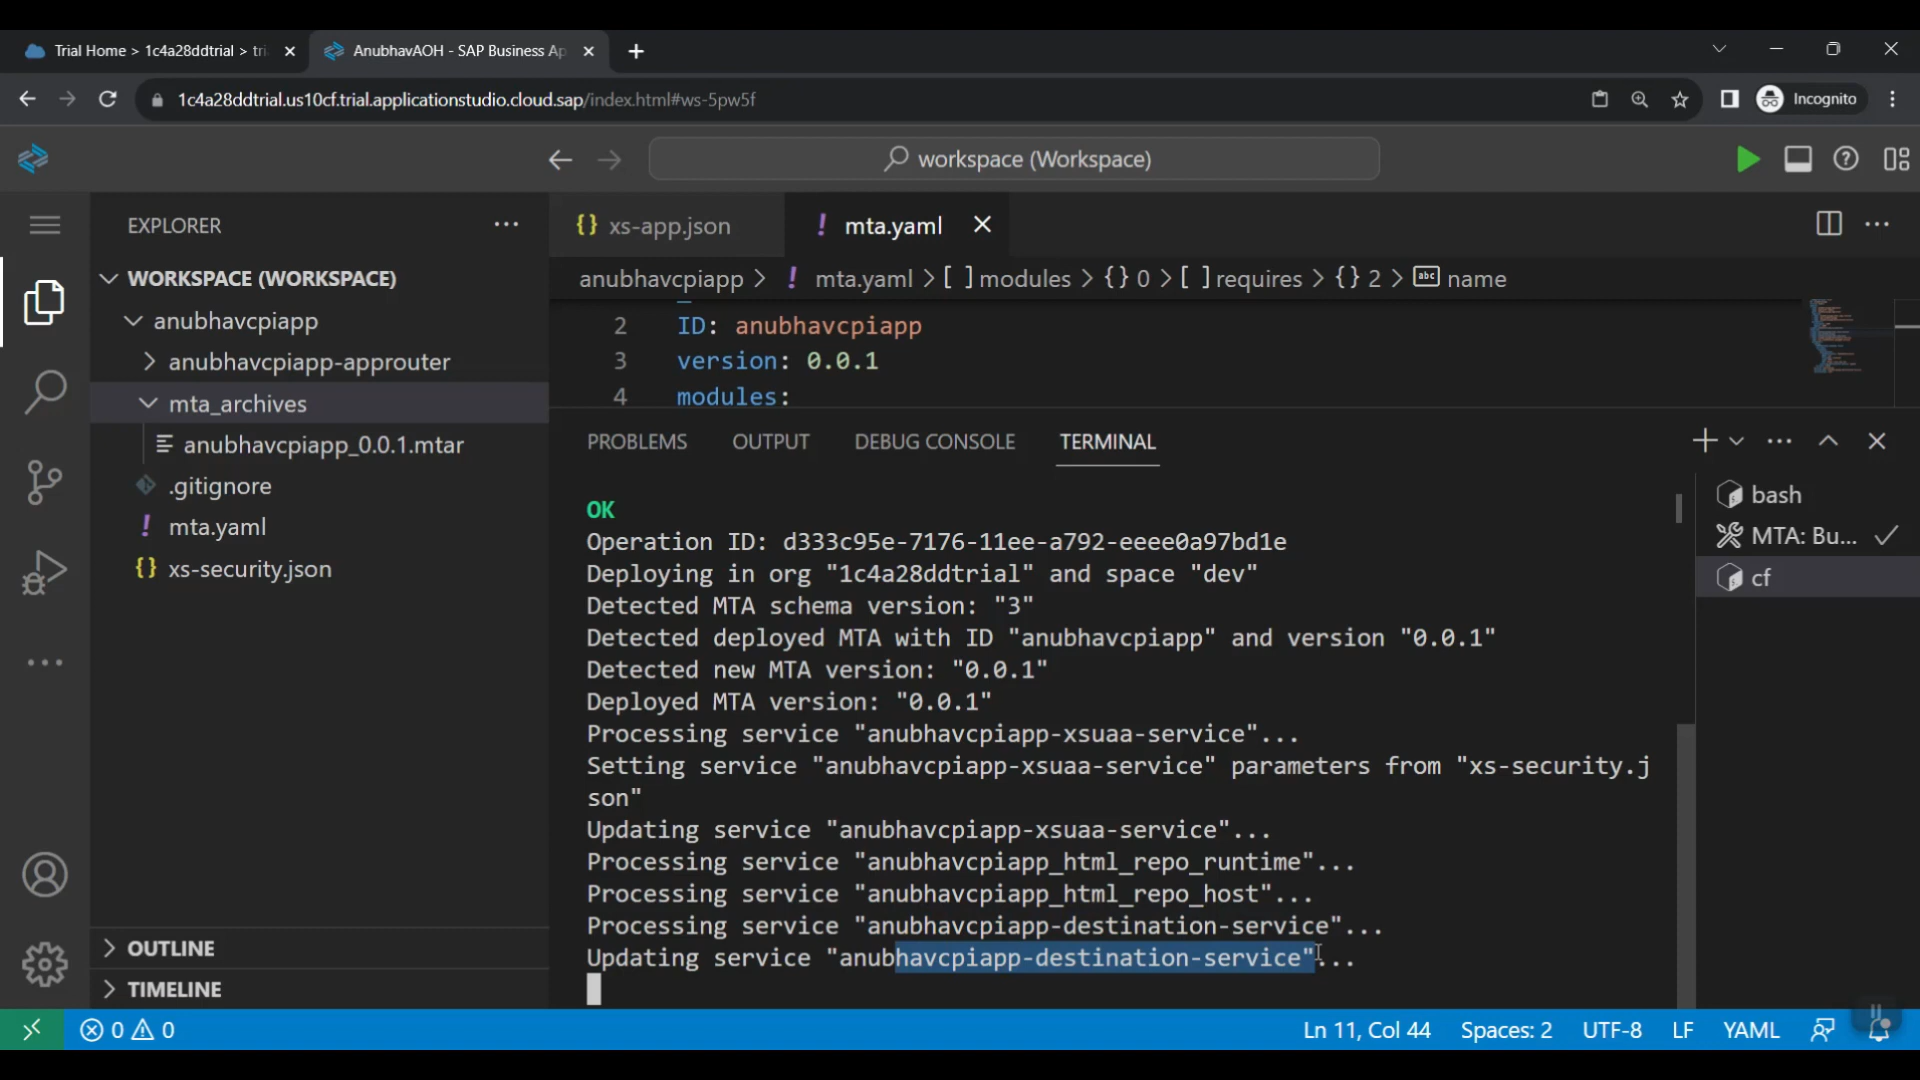 Trial Home > 1c4a28ddtrial > tri
AnubhavAOH - SAP Business Ap
1c4a28ddtrial.us10cf.trial.applicationstudio.cloud.sap/index.html#ws-5pw5f
Incognito
workspace (Workspace)
EXPLORER
WORKSPACE (WORKSPACE)
anubhavcpiapp
anubhavcpiapp-approuter
mta_archives
anubhavcpiapp_0.0.1.mtar
.gitignore
! mta.yaml
{} xs-security.json
OUTLINE
TIMELINE
{} xs-app.json
! mta.yaml
anubhavcpiapp > ! mta.yaml > [ ] modules > {} 0 > [ ] requires > {} 2 > abc name
2 ID: anubhavcpiapp
3 version: 0.0.1
4 modules:
PROBLEMS OUTPUT DEBUG CONSOLE TERMINAL
OK
Operation ID: d333c95e-7176-11ee-a792-eeee0a97bd1e
Deploying in org "1c4a28ddtrial" and space "dev"
Detected MTA schema version: "3"
Detected deployed MTA with ID "anubhavcpiapp" and version "0.0.1"
Detected new MTA version: "0.0.1"
Deployed MTA version: "0.0.1"
Processing service "anubhavcpiapp-xsuaa-service"...
Setting service "anubhavcpiapp-xsuaa-service" parameters from "xs-security.j
son"
Updating service "anubhavcpiapp-xsuaa-service"...
Processing service "anubhavcpiapp_html_repo_runtime"...
Processing service "anubhavcpiapp_html_repo_host"...
Processing service "anubhavcpiapp-destination-service"...
Updating service "anubhavcpiapp-destination-service"...
bash
MTA: Bu...
cf
0 0
Ln 11, Col 44 Spaces: 2 UTF-8 LF YAML